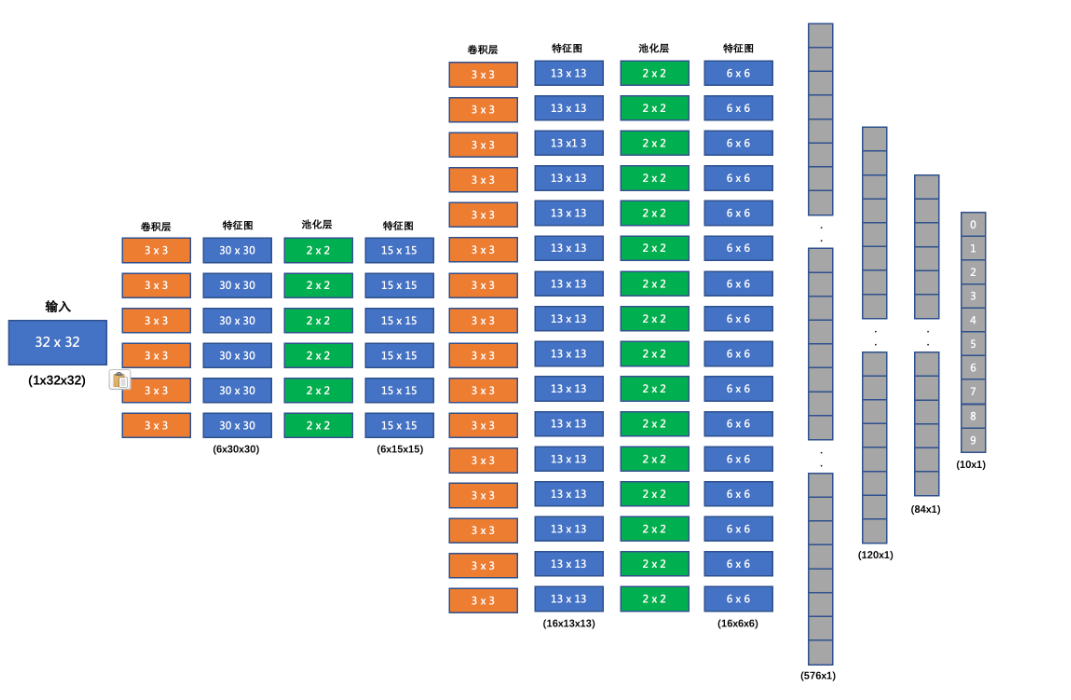 输入
32 x 32
(1x32x32)
卷积层 特征图 池化层 特征图
3 x 3 30 x 30 2 x 2 15 x 15
3 x 3 30 x 30 2 x 2 15 x 15
3 x 3 30 x 30 2 x 2 15 x 15
3 x 3 30 x 30 2 x 2 15 x 15
3 x 3 30 x 30 2 x 2 15 x 15
3 x 3 30 x 30 2 x 2 15 x 15
(6x30x30) (6x15x15)
卷积层 特征图 池化层 特征图
3 x 3 13 x 13 2 x 2 6 x 6
3 x 3 13 x 13 2 x 2 6 x 6
3 x 3 13 x1 3 2 x 2 6 x 6
3 x 3 13 x 13 2 x 2 6 x 6
3 x 3 13 x 13 2 x 2 6 x 6
3 x 3 13 x 13 2 x 2 6 x 6
3 x 3 13 x 13 2 x 2 6 x 6
3 x 3 13 x 13 2 x 2 6 x 6
3 x 3 13 x 13 2 x 2 6 x 6
3 x 3 13 x 13 2 x 2 6 x 6
3 x 3 13 x 13 2 x 2 6 x 6
3 x 3 13 x 13 2 x 2 6 x 6
3 x 3 13 x 13 2 x 2 6 x 6
3 x 3 13 x 13 2 x 2 6 x 6
3 x 3 13 x 13 2 x 2 6 x 6
3 x 3 13 x 13 2 x 2 6 x 6
(16x13x13) (16x6x6)
(576x1)
(120x1)
(84x1)
0
1
2
3
4
5
6
7
8
9
(10x1)